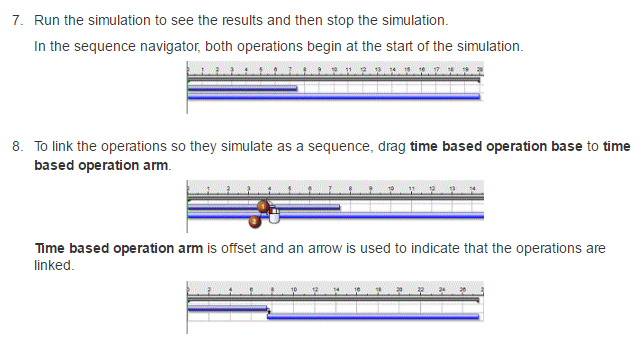 7. Run the simulation to see the results and then stop the simulation.
In the sequence navigator, both operations begin at the start of the simulation.
1 2 3 4 5 6 7 8 9 10 11 12 13 14 15 16 17 18 19 20
8. To link the operations so they simulate as a sequence, drag time based operation base to time
based operation arm.
1 2 3 4 5 6 7 8 9 10 11 12 13 14
1
2
Time based operation arm is offset and an arrow is used to indicate that the operations are
linked.
2 4 6 8 10 12 14 16 18 20 22 24 26